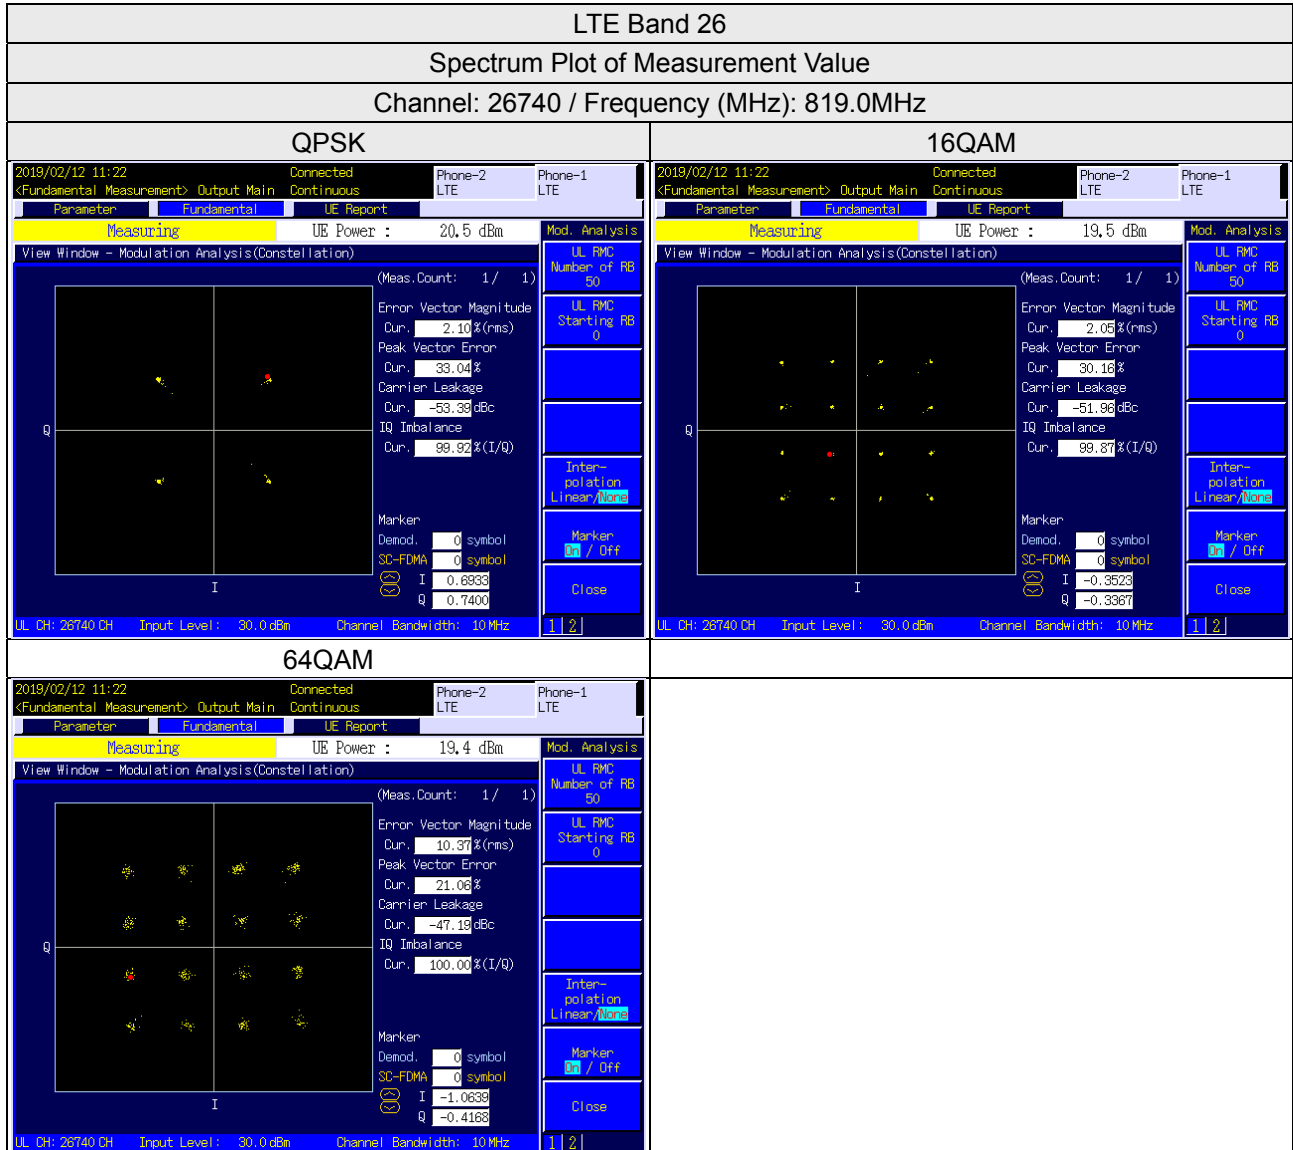 LTE Band 26
Spectrum Plot of Measurement Value
Channel: 26740 / Frequency (MHz): 819.0MHz
QPSK
16QAM
2019/02/12 11:22 Connected Phone-2 Phone-1
<Fundamental Measurement> Output Main Continuous LTE LTE
Parameter Fundamental UE Report
Measuring UE Power : 20.5 dBm Mod. Analysis
View Window - Modulation Analysis(Constellation)
UL RMC
Number of RB
50
(Meas.Count: 1/ 1)
Error Vector Magnitude
Cur. 2.10 %(rms)
Peak Vector Error
Cur. 33.04 %
Carrier Leakage
Cur. -53.39 dBc
IQ Imbalance
Cur. 99.92 %(I/Q)
UL RMC
Starting RB
0
Q
I
Inter-
polation
Linear/None
Marker
Demod. 0 symbol
SC-FDMA 0 symbol
I 0.6933
Q 0.7400
Marker
On / Off
Close
UL CH: 26740 CH Input Level: 30.0 dBm Channel Bandwidth: 10 MHz 1 2
2019/02/12 11:22 Connected Phone-2 Phone-1
<Fundamental Measurement> Output Main Continuous LTE LTE
Parameter Fundamental UE Report
Measuring UE Power : 19.5 dBm Mod. Analysis
View Window - Modulation Analysis(Constellation)
UL RMC
Number of RB
50
(Meas.Count: 1/ 1)
Error Vector Magnitude
Cur. 2.05 %(rms)
Peak Vector Error
Cur. 30.16 %
Carrier Leakage
Cur. -51.96 dBc
IQ Imbalance
Cur. 99.87 %(I/Q)
UL RMC
Starting RB
0
Q
I
Inter-
polation
Linear/None
Marker
Demod. 0 symbol
SC-FDMA 0 symbol
I -0.3523
Q -0.3367
Marker
On / Off
Close
UL CH: 26740 CH Input Level: 30.0 dBm Channel Bandwidth: 10 MHz 1 2
64QAM
2019/02/12 11:22 Connected Phone-2 Phone-1
<Fundamental Measurement> Output Main Continuous LTE LTE
Parameter Fundamental UE Report
Measuring UE Power : 19.4 dBm Mod. Analysis
View Window - Modulation Analysis(Constellation)
UL RMC
Number of RB
50
(Meas.Count: 1/ 1)
Error Vector Magnitude
Cur. 10.37 %(rms)
Peak Vector Error
Cur. 21.06 %
Carrier Leakage
Cur. -47.19 dBc
IQ Imbalance
Cur. 100.00 %(I/Q)
UL RMC
Starting RB
0
Q
I
Inter-
polation
Linear/None
Marker
Demod. 0 symbol
SC-FDMA 0 symbol
I -1.0639
Q -0.4168
Marker
On / Off
Close
UL CH: 26740 CH Input Level: 30.0 dBm Channel Bandwidth: 10 MHz 1 2